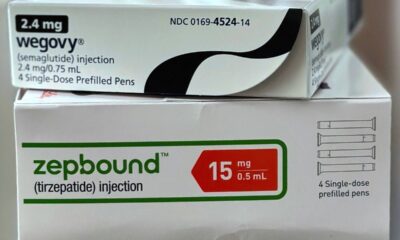 2.4 mg
NDC 0169-4524-14
wegovy®
(semaglutide) injection
2.4 mg/0.75 mL
4 Single-Dose Prefilled Pens
zepbound™
(tirzepatide) injection
15 mg
0.5 mL
4 Single-dose
prefilled pens